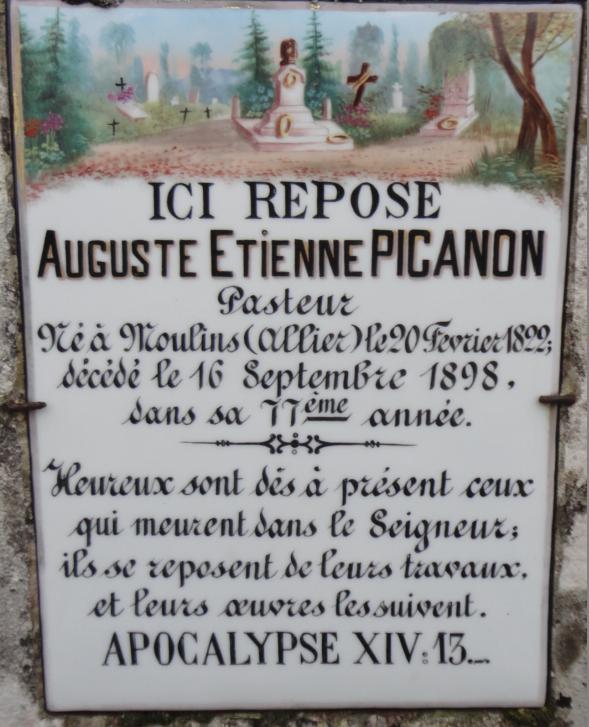 ICI REPOSE
AUGUSTE ETIENNE PICANON
Pasteur
Né à Moulins (Allier) le 20 Fevrier 1822;
décédé le 16 Septembre 1898,
dans sa 77ème année.
Heureux sont dés à présent ceux
qui meurent dans le Seigneur;
ils se reposent de leurs travaux,
et leurs œuvres les suivent.
APOCALYPSE XIV:13._